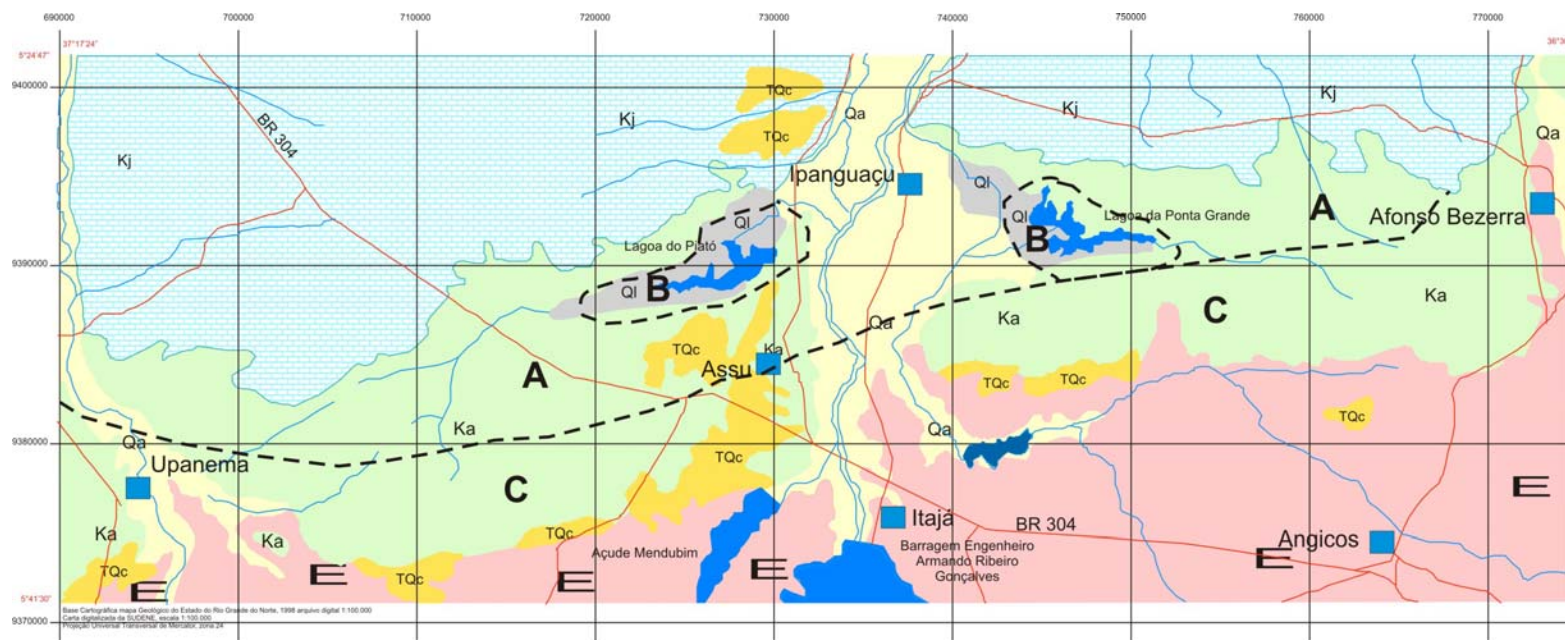 690000
700000
710000
720000
730000
740000
750000
760000
770000
5°24'47"
37°17'24"
9400000
TQc
Kj
Kj
Kj
BR 304
TQc
Qa
Qa
Kj
Ipanguaçu
Ql
A
Afonso Bezerra
Ql
Ql
Lagoa da Ponta Grande
Lagoa do Piató
B
9390000
B
Ql
Ka
C
Ka
Qa
TQc
Ka
Assu
A
TQc
TQc
TQc
Ka
Qa
Qa
9380000
Upanema
TQc
C
E
Itajá
BR 304
Ka
Ka
TQc
Açude Mendubim
Barragem Engenheiro
Armando Ribeiro
Gonçalves
Angicos
E
TQc
E
TQc
E
E
E
5°41'30"
Base Cartográfica mapa Geológico do Estado do Rio Grande do Norte, 1998 arquivo digital 1:100.000
Carta digitalizada da SUDENE, escala 1:100.000
Projeção Universal Transversal de Mercator, zona 24
9370000